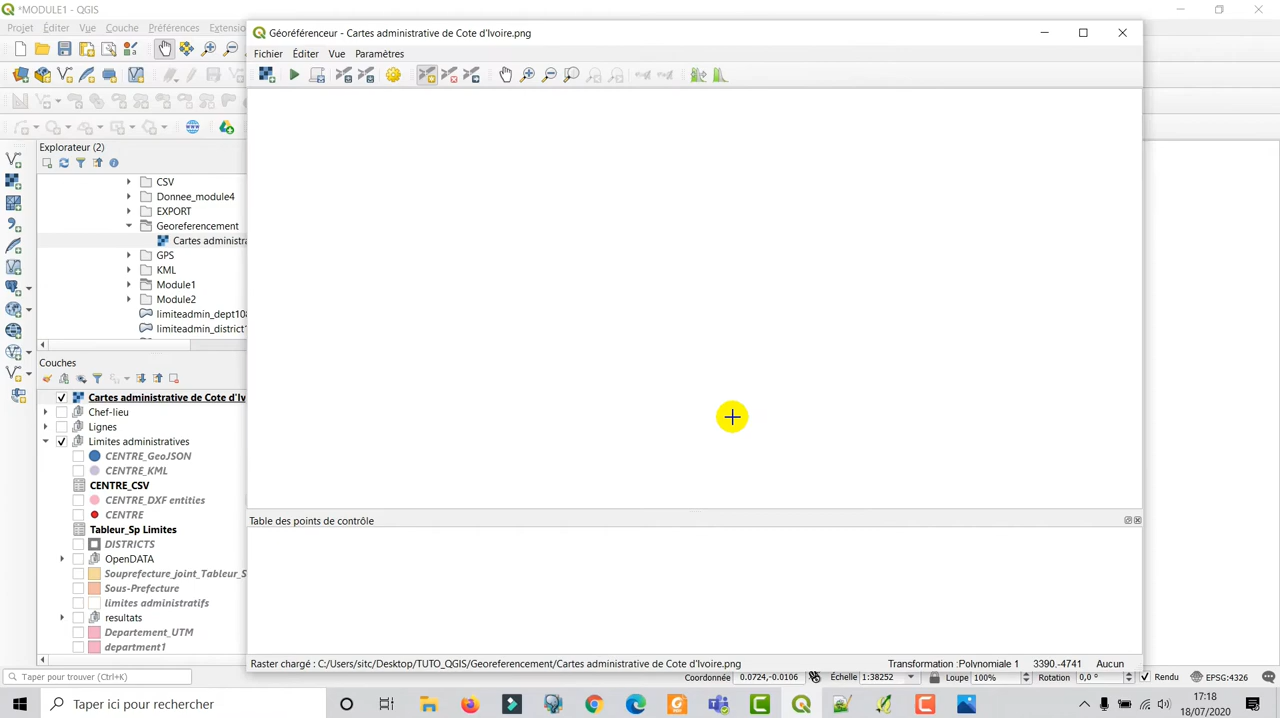 *MODULE1 - QGIS
Projet Éditer Vue Couche Préférences Extensio
Géoréférenceur - Cartes administrative de Cote d'Ivoire.png
Fichier Éditer Vue Paramètres
Explorateur (2)
CSV
Donnee_module4
EXPORT
Georeferencement
Cartes administra
GPS
KML
Module1
Module2
limiteadmin_dept108
limiteadmin_district
Couches
Cartes administrative de Cote d'Iv
Chef-lieu
Lignes
Limites administratives
CENTRE_GeoJSON
CENTRE_KML
CENTRE_CSV
CENTRE_DXF entities
CENTRE
Tableur_Sp Limites
DISTRICTS
OpenDATA
Souprefecture_joint_Tableur_S
Sous-Prefecture
limites administratifs
resultats
Departement_UTM
department1
Table des points de contrôle
Raster chargé : C:/Users/sitc/Desktop/TUTO_QGIS/Georeferencement/Cartes administrative de Cote d'Ivoire.png
Transformation :Polynomiale 1 3390.-4741 Aucun
Taper pour trouver (Ctrl+K)
Coordonnée 0.0724,-0.0106 Échelle 1:38252 Loupe 100% Rotation 0,0 ° Rendu EPSG:4326
Taper ici pour rechercher
17:18
18/07/2020